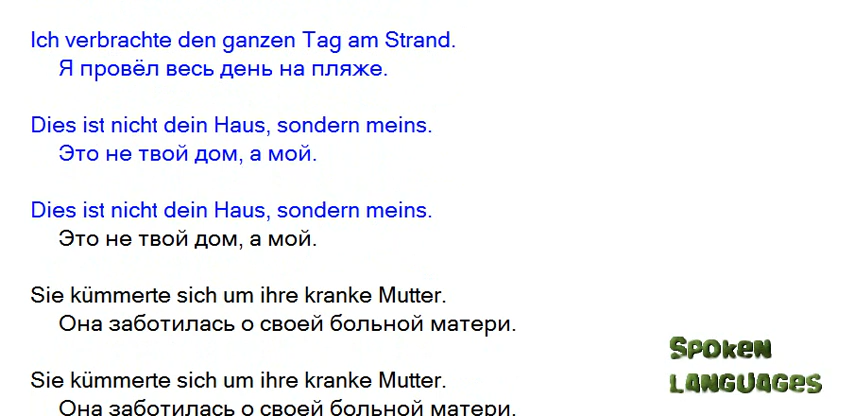 Ich verbrachte den ganzen Tag am Strand.
Я провёл весь день на пляже.
Dies ist nicht dein Haus, sondern meins.
Это не твой дом, а мой.
Dies ist nicht dein Haus, sondern meins.
Это не твой дом, а мой.
Sie kümmerte sich um ihre kranke Mutter.
Она заботилась о своей больной матери.
Sie kümmerte sich um ihre kranke Mutter.
Она заботилась о своей больной матери.
Spoken
Languages